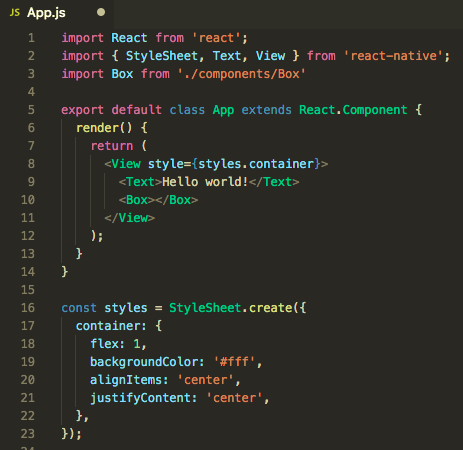 JS App.js
1 import React from 'react';
2 import { StyleSheet, Text, View } from 'react-native';
3 import Box from './components/Box'
4
5 export default class App extends React.Component {
6   render() {
7     return (
8       <View style={styles.container}>
9         <Text>Hello world!</Text>
10         <Box></Box>
11       </View>
12     );
13   }
14 }
15
16 const styles = StyleSheet.create({
17   container: {
18     flex: 1,
19     backgroundColor: '#fff',
20     alignItems: 'center',
21     justifyContent: 'center',
22   },
23 });